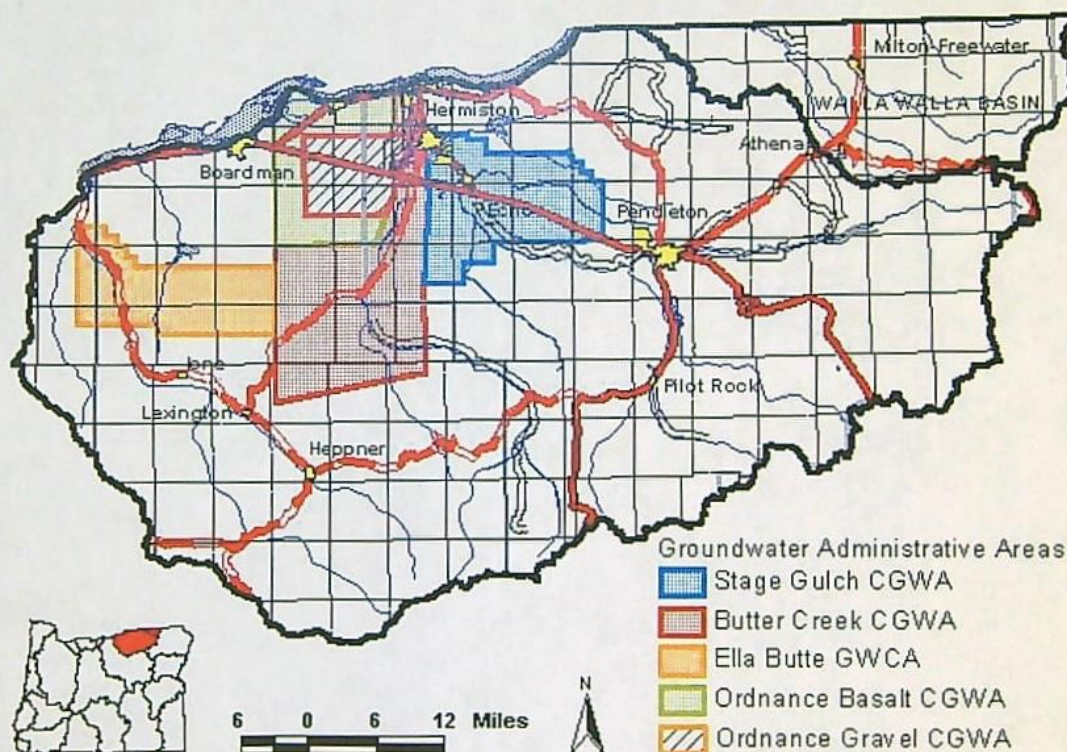 Milton-Freewater
WALLA WALLA BASIN
Hermiston
Athena
Boardman
Echo
Pendleton
Ione
Pilot Rock
Lexington
Heppner
Groundwater Administrative Areas
Stage Gulch CGWA
Butter Creek CGWA
Ella Butte GWCA
Ordnance Basalt CGWA
Ordnance Gravel CGWA
N
6 0 6 12 Miles